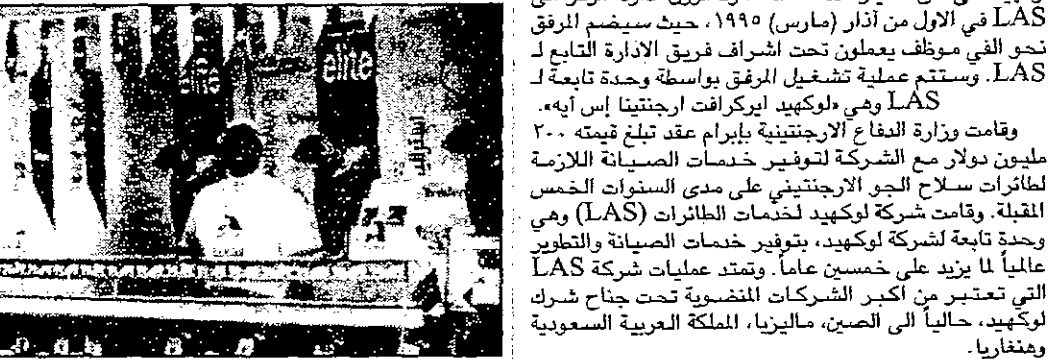 LAS في الاول من آذار (مارس) ١٩٩٥، حيث سيضم المرفق
نحو الفي موظف يعملون تحت اشراف فريق الادارة التابع لـ
LAS. وستتم عملية تشغيل المرفق بواسطة وحدة تابعة لـ
LAS وهي «لوكهيد ايركرافت ارجنتينا إس أيه».
وقامت وزارة الدفاع الارجنتينية بإبرام عقد تبلغ قيمته ٢٠٠
مليون دولار مع الشركة لتوفير خدمات الصيانة اللازمة
لطائرات سلاح الجو الارجنتيني على مدى السنوات الخمس
المقبلة. وقامت شركة لوكهيد لخدمات الطائرات (LAS) وهي
وحدة تابعة لشركة لوكهيد، بتوفير خدمات الصيانة والتطوير
عالمياً لما يزيد على خمسين عاماً. وتمتد عمليات شركة LAS
التي تعتبر من اكبر الشركات المنضوية تحت جناح شرك
لوكهيد، حالياً الى الصين، ماليزيا، المملكة العربية السعودية
وهنغاريا.
elite
elite